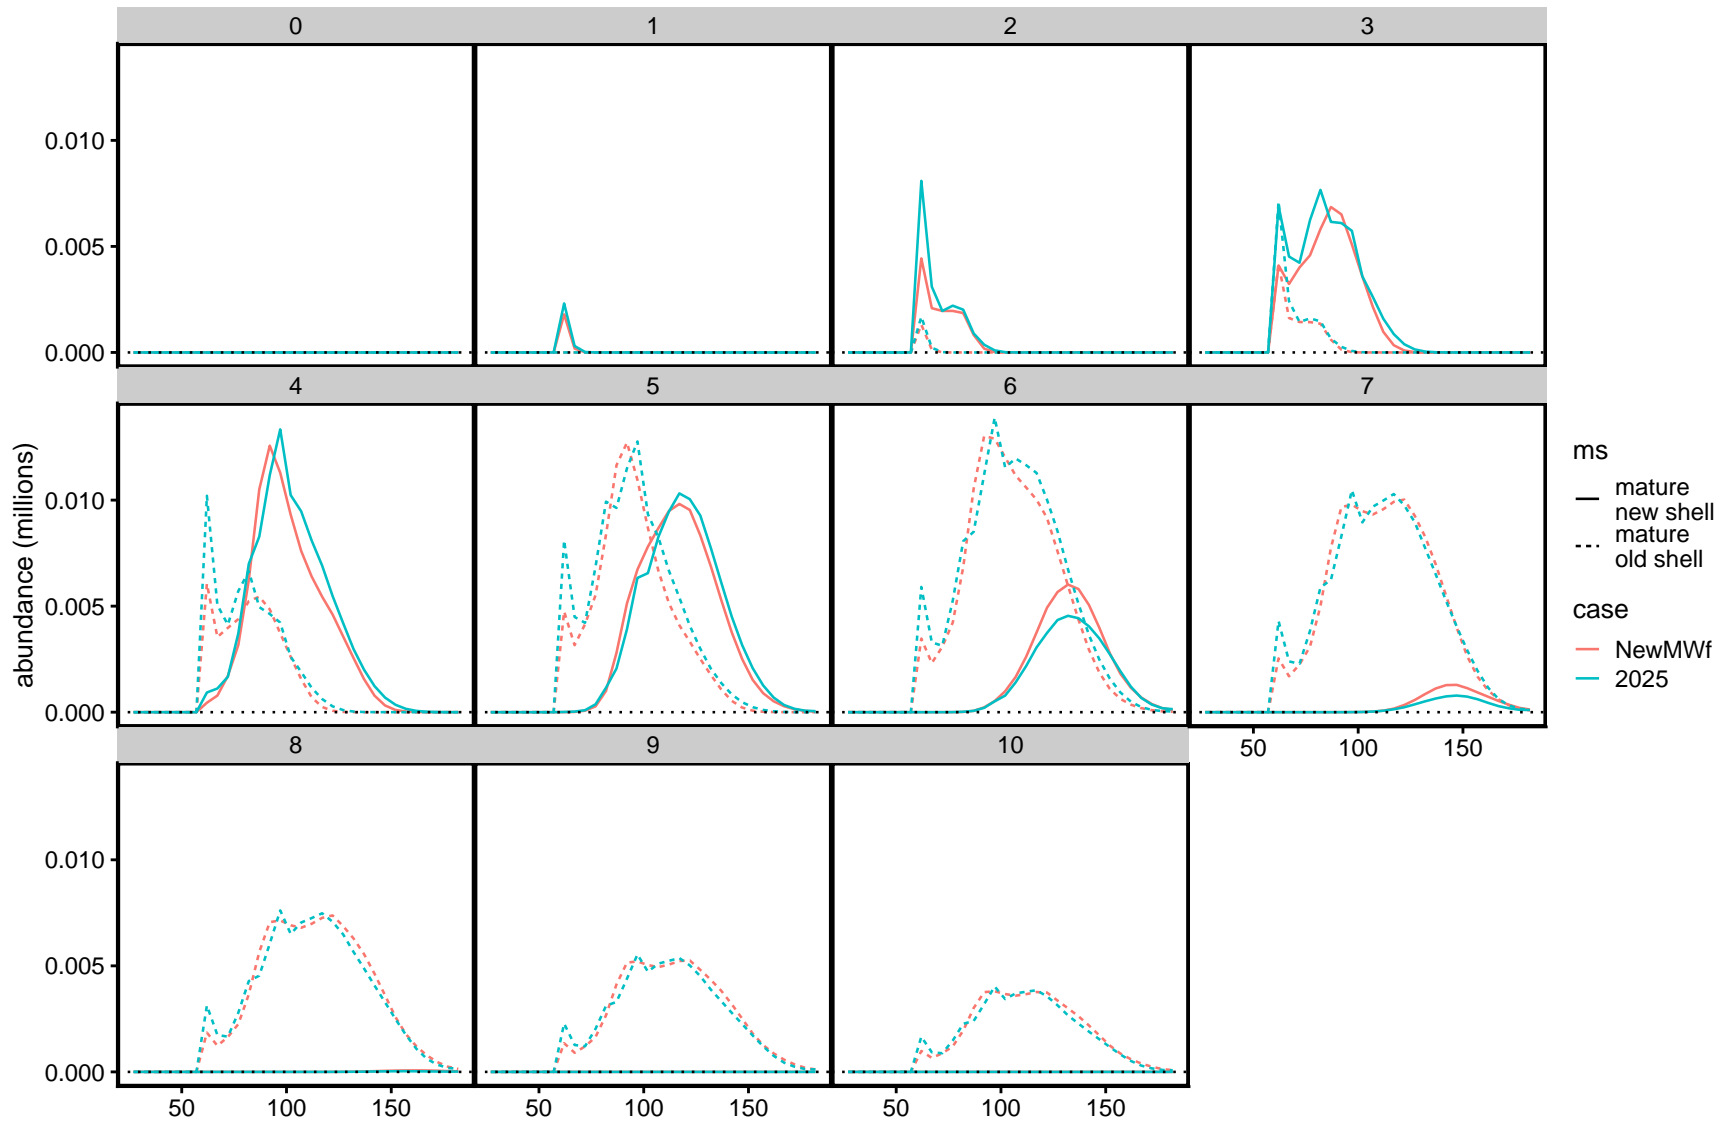 0 1 2 3
0.010
0.005
0.000
4 5 6 7
0.010
0.005
0.000
50 100 150
8 9 10
0.010
0.005
0.000
50 100 150 50 100 150 50 100 150
abundance (millions)
ms
mature
new shell
mature
old shell
case
NewMWf
2025